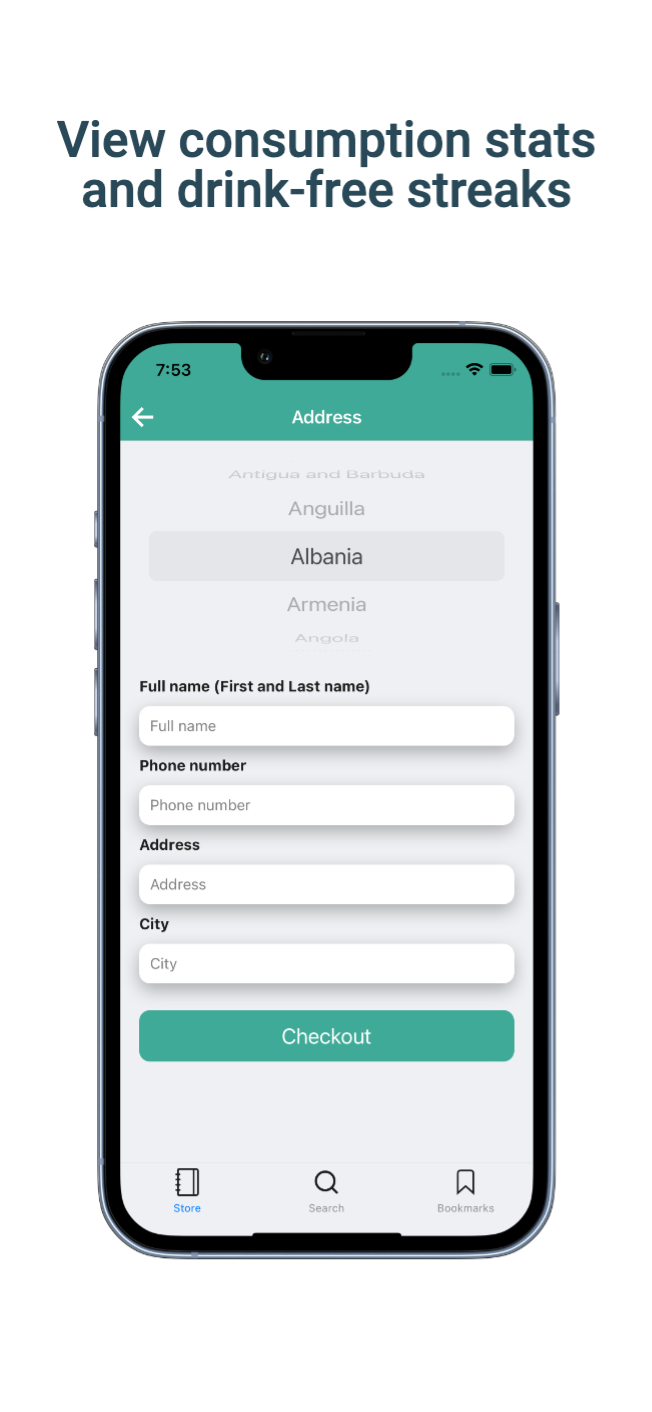 View consumption stats
and drink-free streaks
7:53
Address
Antigua and Barbuda
Anguilla
Albania
Armenia
Angola
Full name (First and Last name)
Full name
Phone number
Phone number
Address
Address
City
City
Checkout
Store
Search
Bookmarks